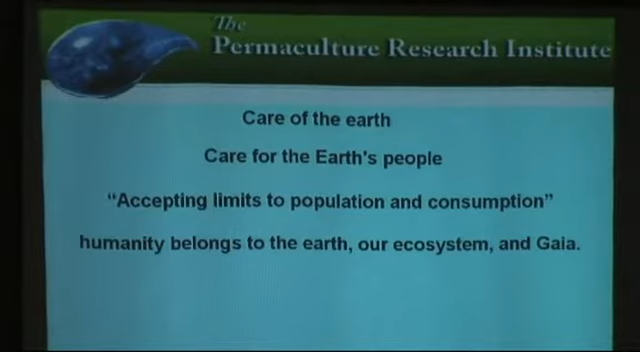 The
Permaculture Research Institute
Care of the earth
Care for the Earth's people
“Accepting limits to population and consumption”
humanity belongs to the earth, our ecosystem, and Gaia.